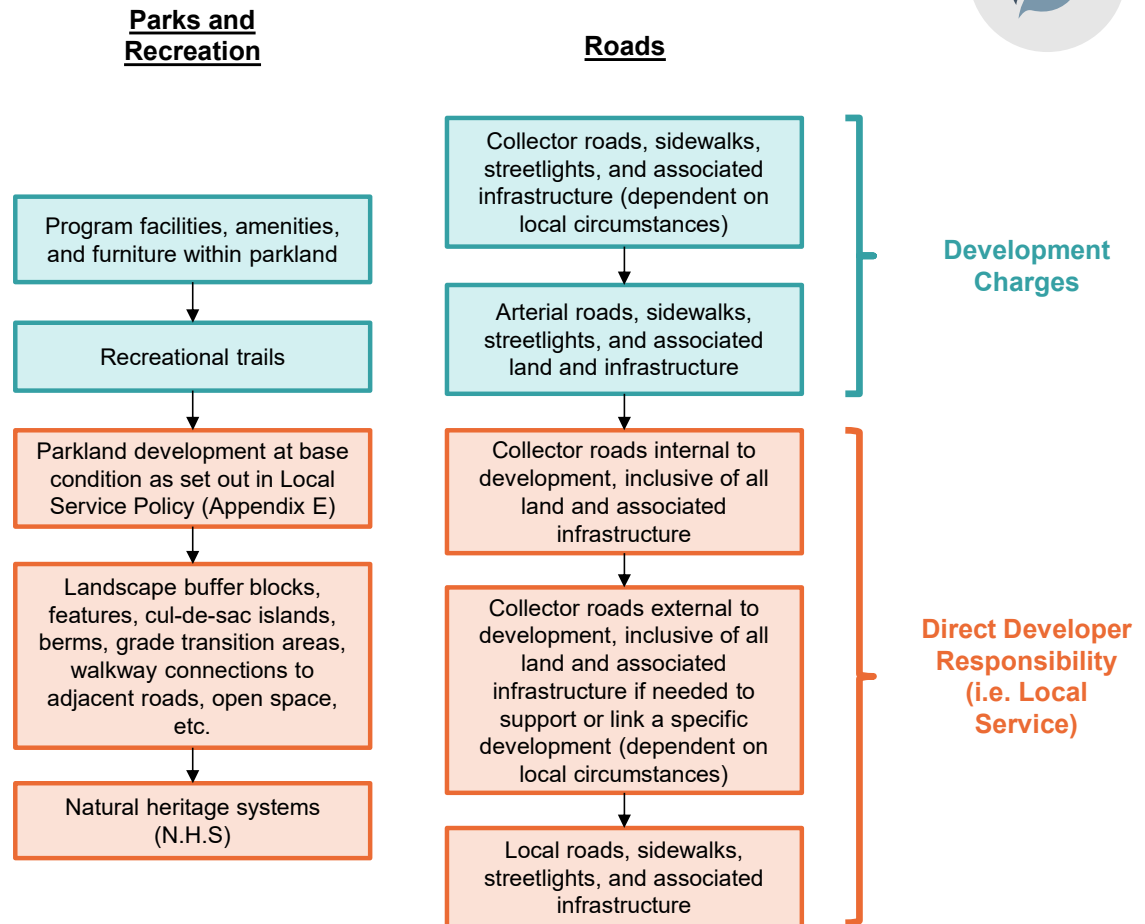 Parks and
Recreation
Program facilities, amenities,
and furniture within parkland
Recreational trails
Parkland development at base
condition as set out in Local
Service Policy (Appendix E)
Landscape buffer blocks,
features, cul-de-sac islands,
berms, grade transition areas,
walkway connections to
adjacent roads, open space,
etc.
Natural heritage systems
(N.H.S)
Roads
Collector roads, sidewalks,
streetlights, and associated
infrastructure (dependent on
local circumstances)
Arterial roads, sidewalks,
streetlights, and associated
land and infrastructure
Collector roads internal to
development, inclusive of all
land and associated
infrastructure
Collector roads external to
development, inclusive of all
land and associated
infrastructure if needed to
support or link a specific
development (dependent on
local circumstances)
Local roads, sidewalks,
streetlights, and associated
infrastructure
Development
Charges
Direct Developer
Responsibility
(i.e. Local
Service)